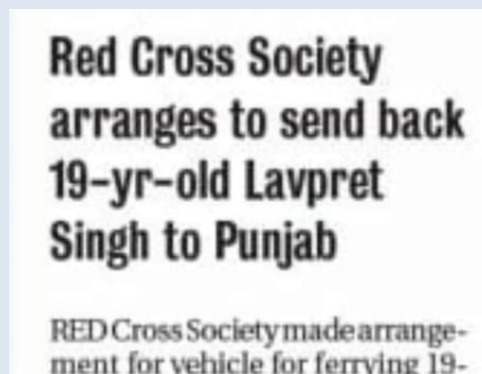 Red Cross Society
arranges to send back
19-yr-old Lavpret
Singh to Punjab
RED Cross Society made arrange-
ment for vehicle for ferrying 19-